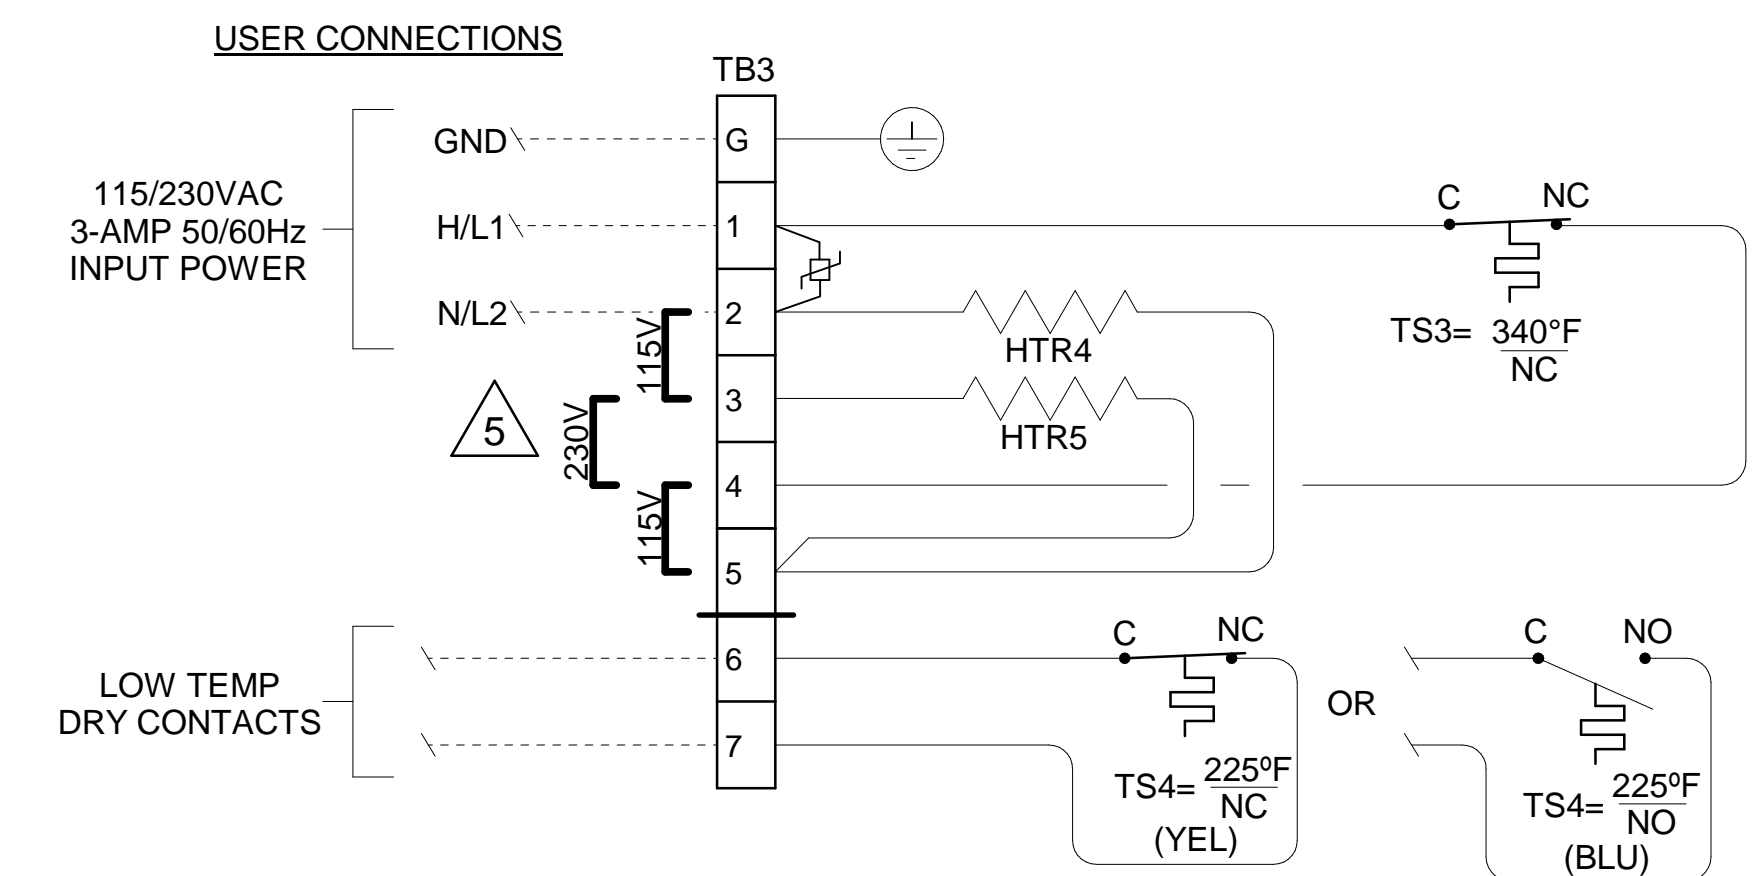 USER CONNECTIONS
TB3
115/230VAC
3-AMP 50/60Hz
INPUT POWER
GND
H/L1
N/L2
G
1
2
3
4
5
6
7
115V
230V
115V
5
HTR4
HTR5
C
NC
TS3= 340°F
NC
LOW TEMP
DRY CONTACTS
C
NC
TS4= 225ºF
NC
(YEL)
OR
C
NO
TS4= 225ºF
NO
(BLU)